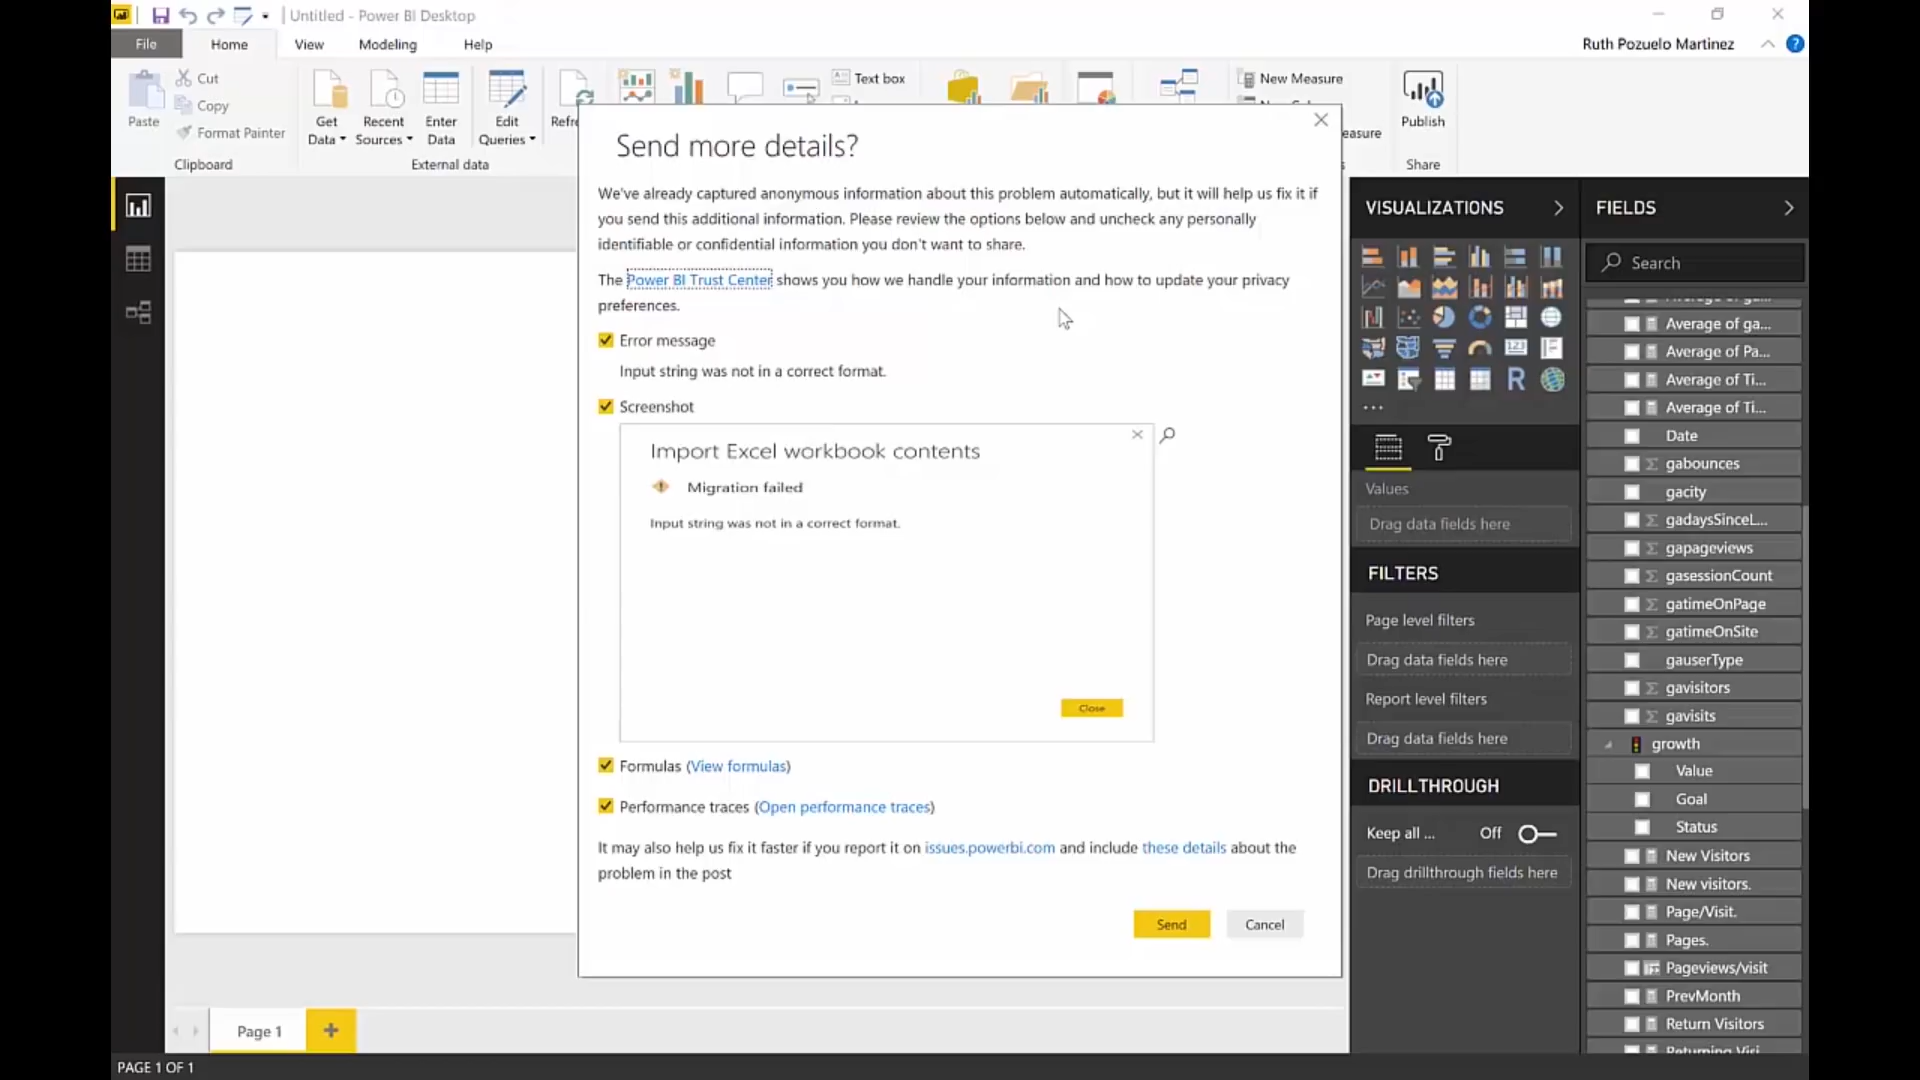 Untitled - Power BI Desktop
File
Home
View
Modeling
Help
Ruth Pozuelo Martinez
Paste
Cut
Copy
Format Painter
Clipboard
Get
Data
Recent
Sources
Enter
Data
Edit
Queries
External data
Text box
New Measure
Publish
Share
Send more details?
We've already captured anonymous information about this problem automatically, but it will help us fix it if
you send this additional information. Please review the options below and uncheck any personally
identifiable or confidential information you don't want to share.
The Power BI Trust Center shows you how we handle your information and how to update your privacy
preferences.
Error message
Input string was not in a correct format.
Screenshot
Import Excel workbook contents
Migration failed
Input string was not in a correct format.
Close
Formulas (View formulas)
Performance traces (Open performance traces)
It may also help us fix it faster if you report it on issues.powerbi.com and include these details about the
problem in the post
Send
Cancel
VISUALIZATIONS
R
123
...
Values
Drag data fields here
FILTERS
Page level filters
Drag data fields here
Report level filters
Drag data fields here
DRILLTHROUGH
Keep all ...
Off
Drag drillthrough fields here
FIELDS
Search
Average of ga...
Average of ga...
Average of Pa...
Average of Ti...
Average of Ti...
Date
gabounces
gacity
gadaysSinceL...
gapageviews
gasessionCount
gatimeOnPage
gatimeOnSite
gauserType
gavisitors
gavisits
growth
Value
Goal
Status
New Visitors
New visitors.
Page/Visit.
Pages.
Pageviews/visit
PrevMonth
Return Visitors
Page 1
PAGE 1 OF 1